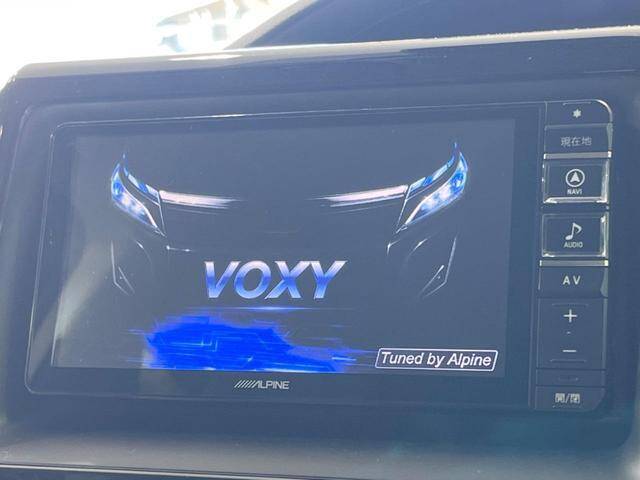 現在地
NAVI
AUDIO
AV
+
−
開/閉
VOXY
Tuned by Alpine
ALPINE